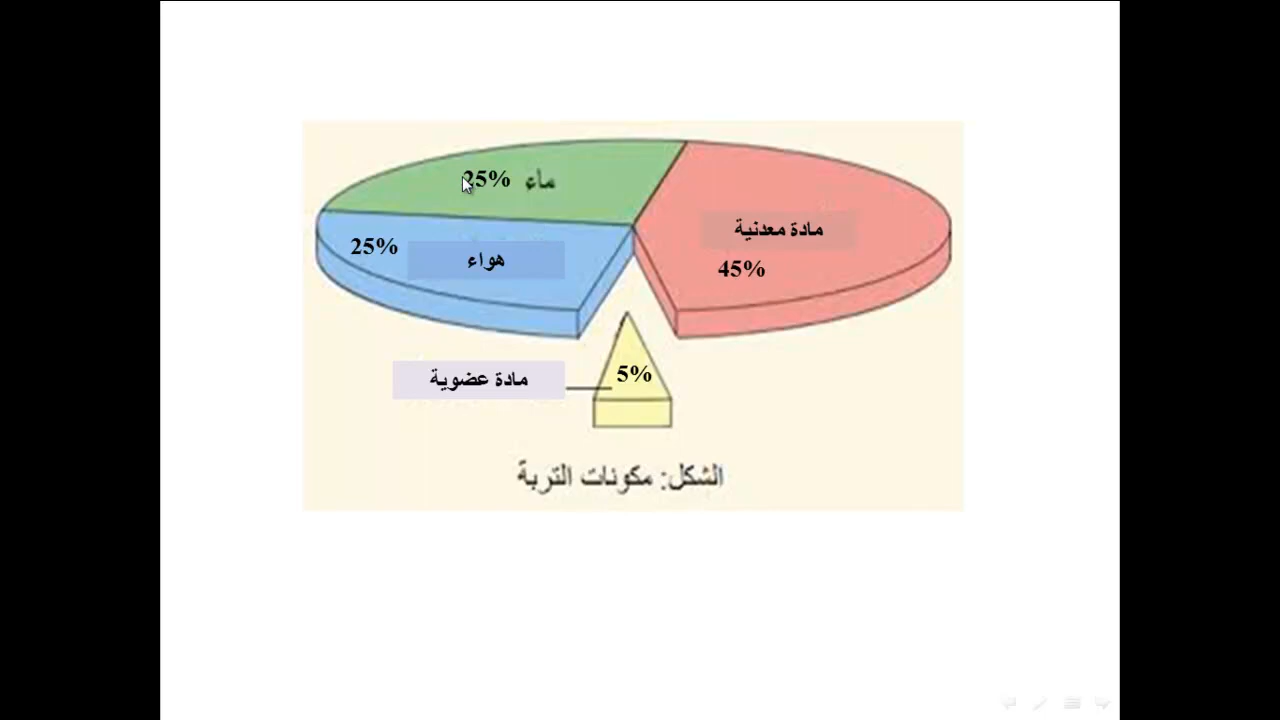 ماء 25%
مادة معدنية
45%
25%
هواء
5%
مادة عضوية
الشكل: مكونات التربة